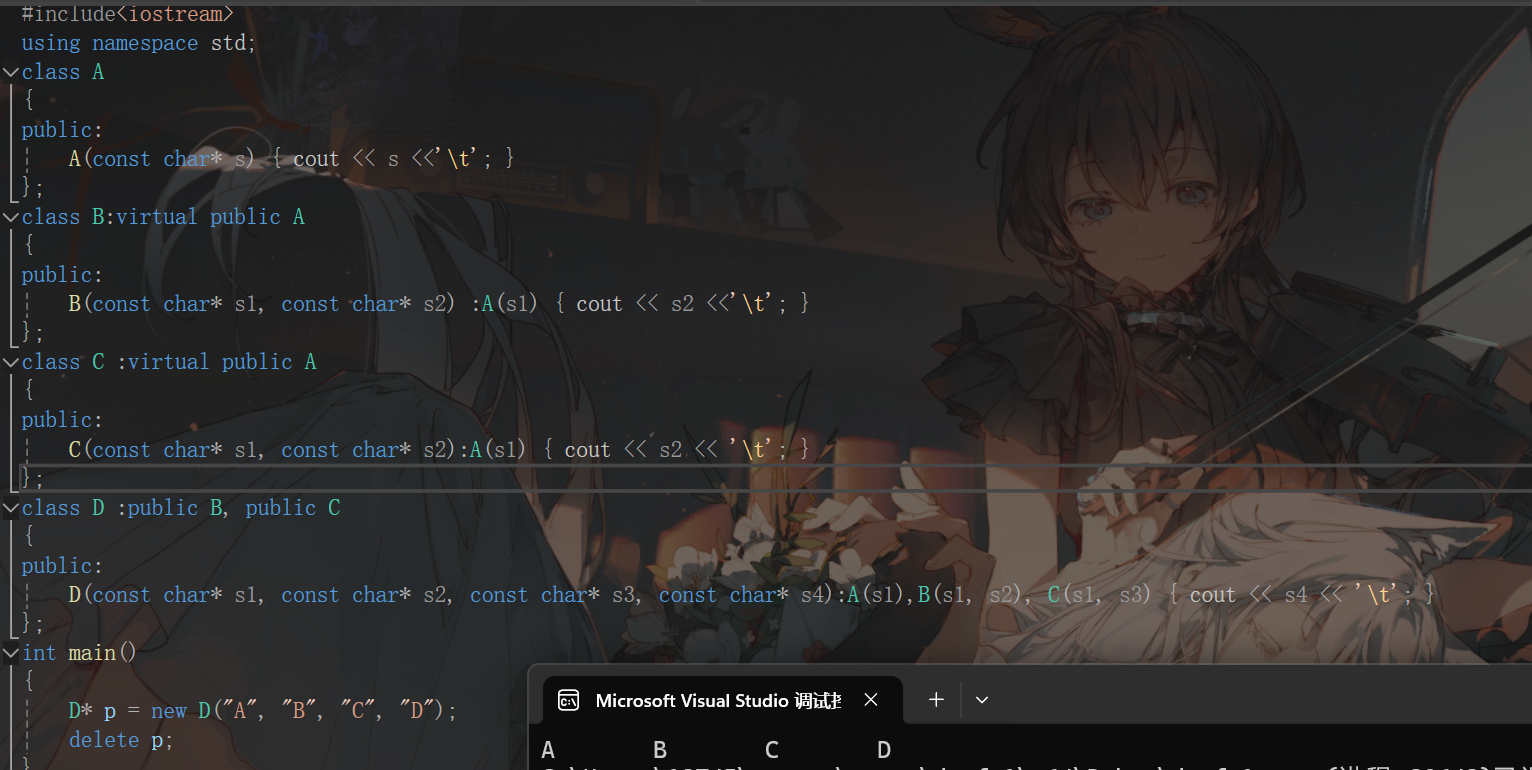 #include<iostream>
using namespace std;
class A
{
public:
A(const char* s) { cout << s <<'\t'; }
};
class B:virtual public A
{
public:
B(const char* s1, const char* s2) :A(s1) { cout << s2 <<'\t'; }
};
class C :virtual public A
{
public:
C(const char* s1, const char* s2):A(s1) { cout << s2 << '\t'; }
};
class D :public B, public C
{
public:
D(const char* s1, const char* s2, const char* s3, const char* s4):A(s1),B(s1, s2), C(s1, s3) { cout << s4 << '\t'; }
};
int main()
{
D* p = new D("A", "B", "C", "D");
delete p;
}
Microsoft Visual Studio 调试
A B C D